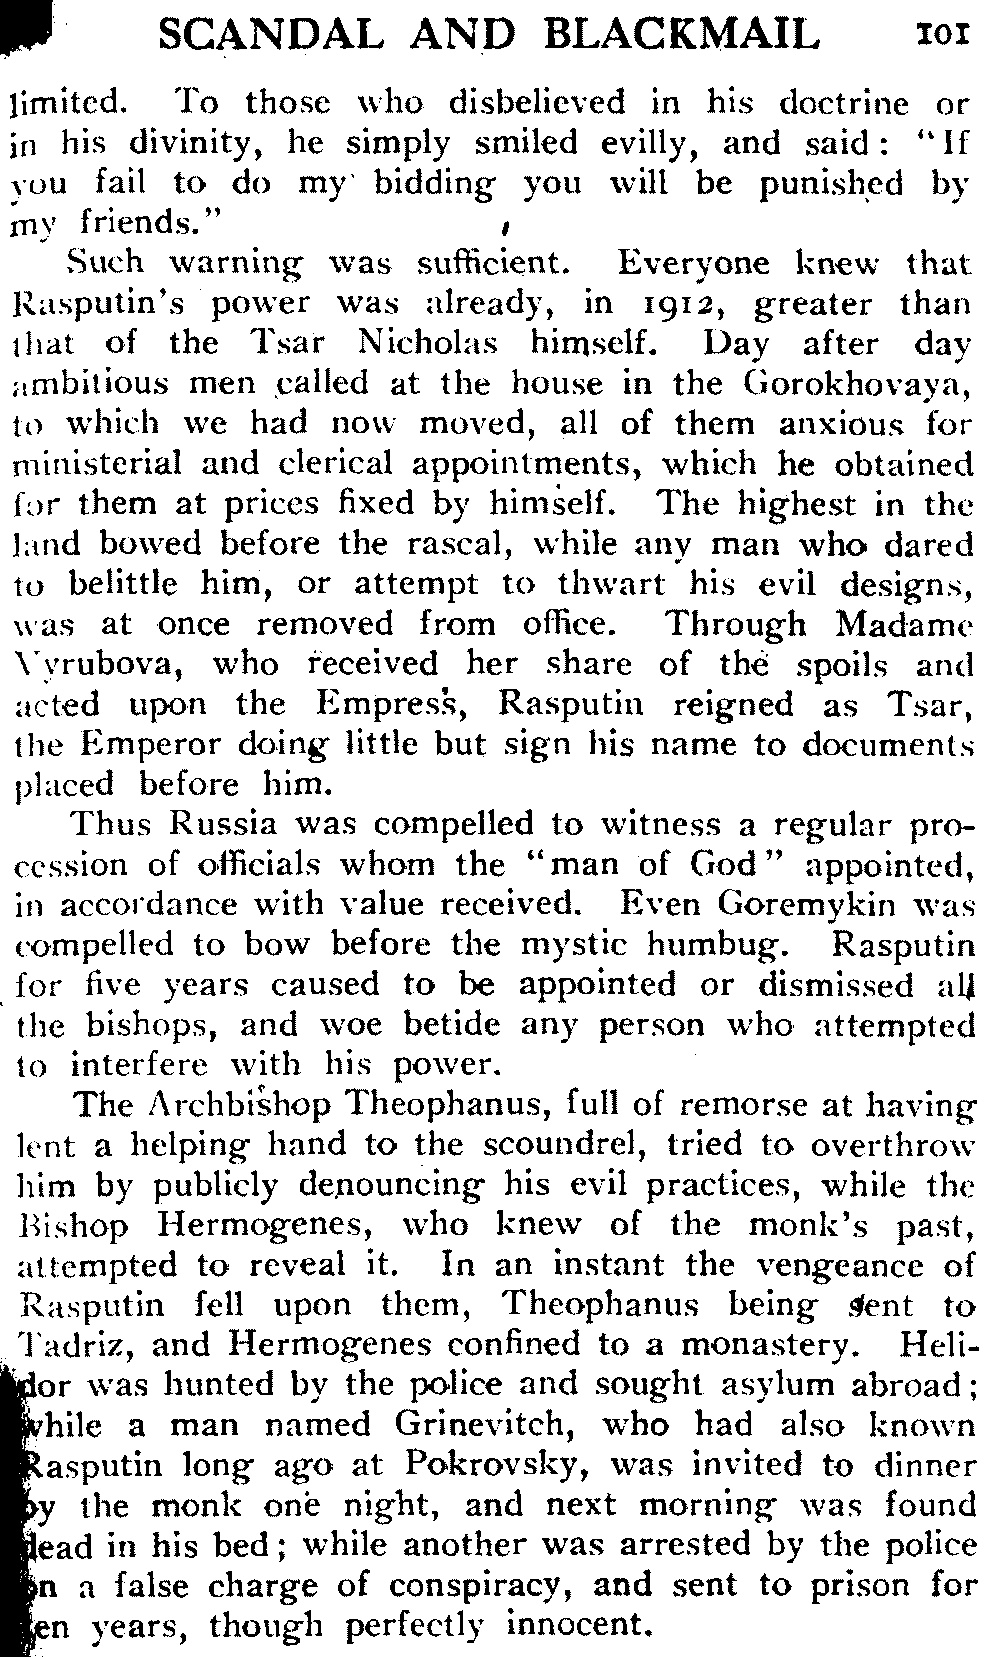 SCANDAL AND BLACKMAIL 101
limited. To those who disbelieved in his doctrine or
in his divinity, he simply smiled evilly, and said: "If
you fail to do my bidding you will be punished by
my friends."
Such warning was sufficient. Everyone knew that
Rasputin's power was already, in 1912, greater than
that of the Tsar Nicholas himself. Day after day
ambitious men called at the house in the Gorokhovaya,
to which we had now moved, all of them anxious for
ministerial and clerical appointments, which he obtained
for them at prices fixed by himself. The highest in the
land bowed before the rascal, while any man who dared
to belittle him, or attempt to thwart his evil designs,
was at once removed from office. Through Madame
Vyrubova, who received her share of the spoils and
acted upon the Empress, Rasputin reigned as Tsar,
the Emperor doing little but sign his name to documents
placed before him.
Thus Russia was compelled to witness a regular pro-
cession of officials whom the "man of God" appointed,
in accordance with value received. Even Goremykin was
compelled to bow before the mystic humbug. Rasputin
for five years caused to be appointed or dismissed all
the bishops, and woe betide any person who attempted
to interfere with his power.
The Archbishop Theophanus, full of remorse at having
lent a helping hand to the scoundrel, tried to overthrow
him by publicly denouncing his evil practices, while the
Bishop Hermogenes, who knew of the monk's past,
attempted to reveal it. In an instant the vengeance of
Rasputin fell upon them, Theophanus being sent to
Tadriz, and Hermogenes confined to a monastery. Heli-
dor was hunted by the police and sought asylum abroad;
while a man named Grinevitch, who had also known
Rasputin long ago at Pokrovsky, was invited to dinner
by the monk one night, and next morning was found
dead in his bed; while another was arrested by the police
on a false charge of conspiracy, and sent to prison for
ten years, though perfectly innocent.